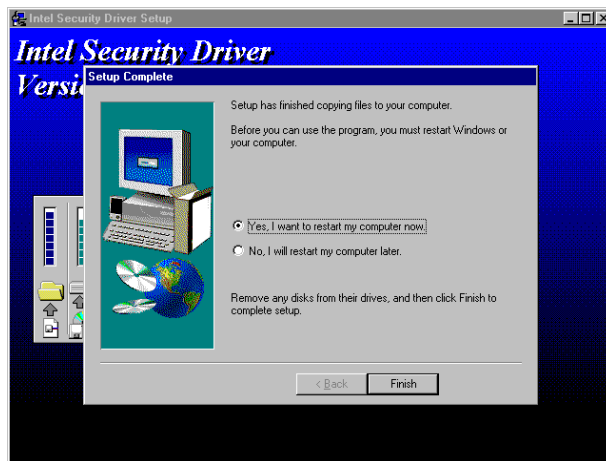 Intel Security Driver Setup
Intel Security Driver
Versi
Setup Complete
Setup has finished copying files to your computer.
Before you can use the program, you must restart Windows or
your computer.
Yes, I want to restart my computer now.
No, I will restart my computer later.
Remove any disks from their drives, and then click Finish to
complete setup.
< Back
Finish